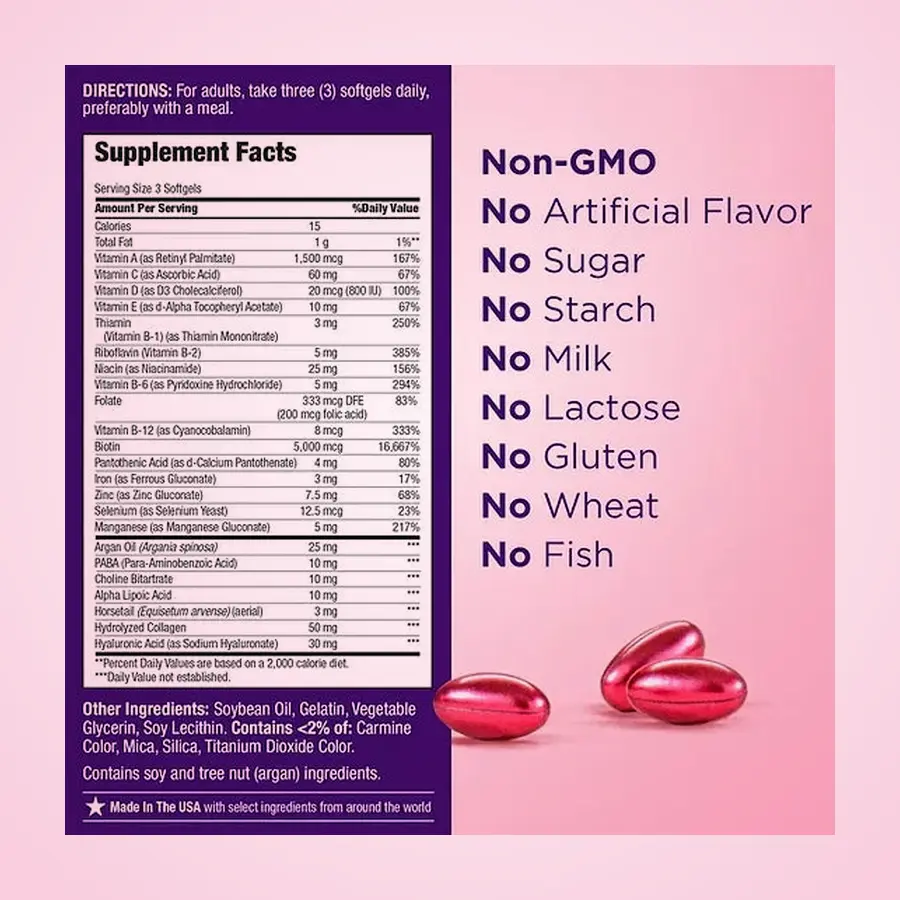 DIRECTIONS: For adults, take three (3) softgels daily,
preferably with a meal.
Supplement Facts
Serving Size 3 Softgels
Amount Per Serving %Daily Value
Calories 15
Total Fat 1 g 1%**
Vitamin A (as Retinyl Palmitate) 1,500 mcg 167%
Vitamin C (as Ascorbic Acid) 60 mg 67%
Vitamin D (as D3 Cholecalciferol) 20 mcg (800 IU) 100%
Vitamin E (as d-Alpha Tocopheryl Acetate) 10 mg 67%
Thiamin 3 mg 250%
(Vitamin B-1) (as Thiamin Mononitrate)
Riboflavin (Vitamin B-2) 5 mg 385%
Niacin (as Niacinamide) 25 mg 156%
Vitamin B-6 (as Pyridoxine Hydrochloride) 5 mg 294%
Folate 333 mcg DFE 83%
(200 mcg folic acid)
Vitamin B-12 (as Cyanocobalamin) 8 mcg 333%
Biotin 5,000 mcg 16,667%
Pantothenic Acid (as d-Calcium Pantothenate) 4 mg 80%
Iron (as Ferrous Gluconate) 3 mg 17%
Zinc (as Zinc Gluconate) 7.5 mg 68%
Selenium (as Selenium Yeast) 12.5 mcg 23%
Manganese (as Manganese Gluconate) 5 mg 217%
Argan Oil (Argania spinosa) 25 mg ***
PABA (Para-Aminobenzoic Acid) 10 mg ***
Choline Bitartrate 10 mg ***
Alpha Lipoic Acid 10 mg ***
Horsetail (Equisetum arvense) (aerial) 3 mg ***
Hydrolyzed Collagen 50 mg ***
Hyaluronic Acid (as Sodium Hyaluronate) 30 mg ***
**Percent Daily Values are based on a 2,000 calorie diet.
***Daily Value not established.
Other Ingredients: Soybean Oil, Gelatin, Vegetable
Glycerin, Soy Lecithin. Contains <2% of: Carmine
Color, Mica, Silica, Titanium Dioxide Color.
Contains soy and tree nut (argan) ingredients.
Made In The USA with select ingredients from around the world
Non-GMO
No Artificial Flavor
No Sugar
No Starch
No Milk
No Lactose
No Gluten
No Wheat
No Fish